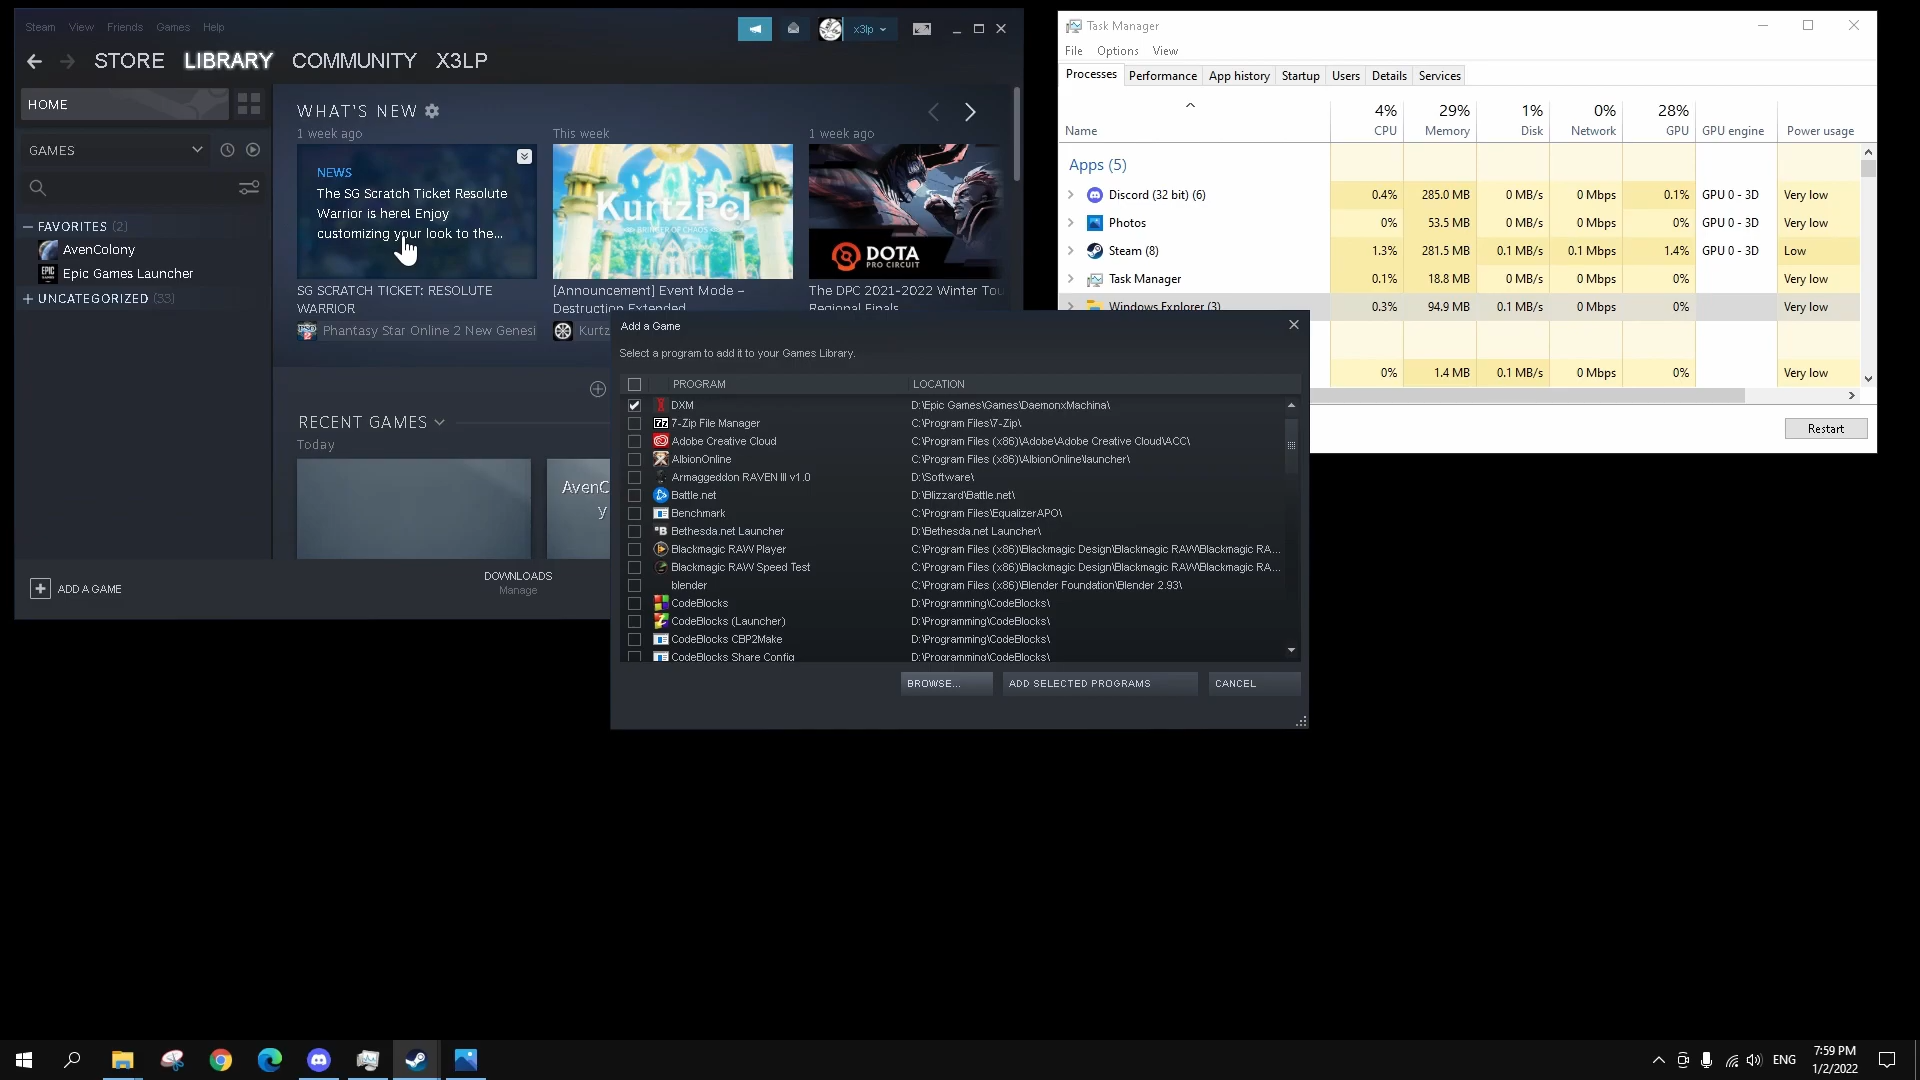 Steam View Friends Games Help
x3lp
STORE LIBRARY COMMUNITY X3LP
HOME
GAMES
FAVORITES (2)
AvenColony
EPIC
Epic Games Launcher
UNCATEGORIZED (33)
ADD A GAME
WHAT'S NEW
1 week ago
NEWS
The SG Scratch Ticket Resolute
Warrior is here! Enjoy
customizing your look to the...
SG SCRATCH TICKET: RESOLUTE
WARRIOR
Phantasy Star Online 2 New Genesi
This week
KurtzPel
BRINGER OF CHAOS
[Announcement] Event Mode –
Destruction Extended
Kurtz
1 week ago
DOTA
PRO CIRCUIT
The DPC 2021-2022 Winter Tou
Regional Finals
RECENT GAMES
Today
AvenC
y
DOWNLOADS
Manage
Add a Game
Select a program to add it to your Games Library.
PROGRAM LOCATION
DXM D:\Epic Games\Games\DaemonxMachina\
7-Zip File Manager C:\Program Files\7-Zip\
Adobe Creative Cloud C:\Program Files (x86)\Adobe\Adobe Creative Cloud\ACC\
AlbionOnline C:\Program Files (x86)\AlbionOnline\launcher\
Armaggeddon RAVEN III v1.0 D:\Software\
Battle.net D:\Blizzard\Battle.net\
Benchmark C:\Program Files\EqualizerAPO\
Bethesda.net Launcher D:\Bethesda.net Launcher\
Blackmagic RAW Player C:\Program Files (x86)\Blackmagic Design\Blackmagic RAW\Blackmagic RA...
Blackmagic RAW Speed Test C:\Program Files (x86)\Blackmagic Design\Blackmagic RAW\Blackmagic RA...
blender C:\Program Files (x86)\Blender Foundation\Blender 2.93\
CodeBlocks D:\Programming\CodeBlocks\
CodeBlocks (Launcher) D:\Programming\CodeBlocks\
CodeBlocks CBP2Make D:\Programming\CodeBlocks\
CodeBlocks Share Config D:\Programming\CodeBlocks\
BROWSE... ADD SELECTED PROGRAMS CANCEL
Task Manager
File Options View
Processes Performance App history Startup Users Details Services
4% 29% 1% 0% 28%
Name CPU Memory Disk Network GPU GPU engine Power usage
Apps (5)
Discord (32 bit) (6) 0.4% 285.0 MB 0 MB/s 0 Mbps 0.1% GPU 0 - 3D Very low
Photos 0% 53.5 MB 0 MB/s 0 Mbps 0% Very low
Steam (8) 1.3% 281.5 MB 0.1 MB/s 0.1 Mbps 1.4% GPU 0 - 3D Low
Task Manager 0.1% 18.8 MB 0 MB/s 0 Mbps 0% Very low
Windows Explorer (3) 0.3% 94.9 MB 0.1 MB/s 0 Mbps 0% Very low
0% 1.4 MB 0.1 MB/s 0 Mbps 0% Very low
Restart
ENG
7:59 PM
1/2/2022